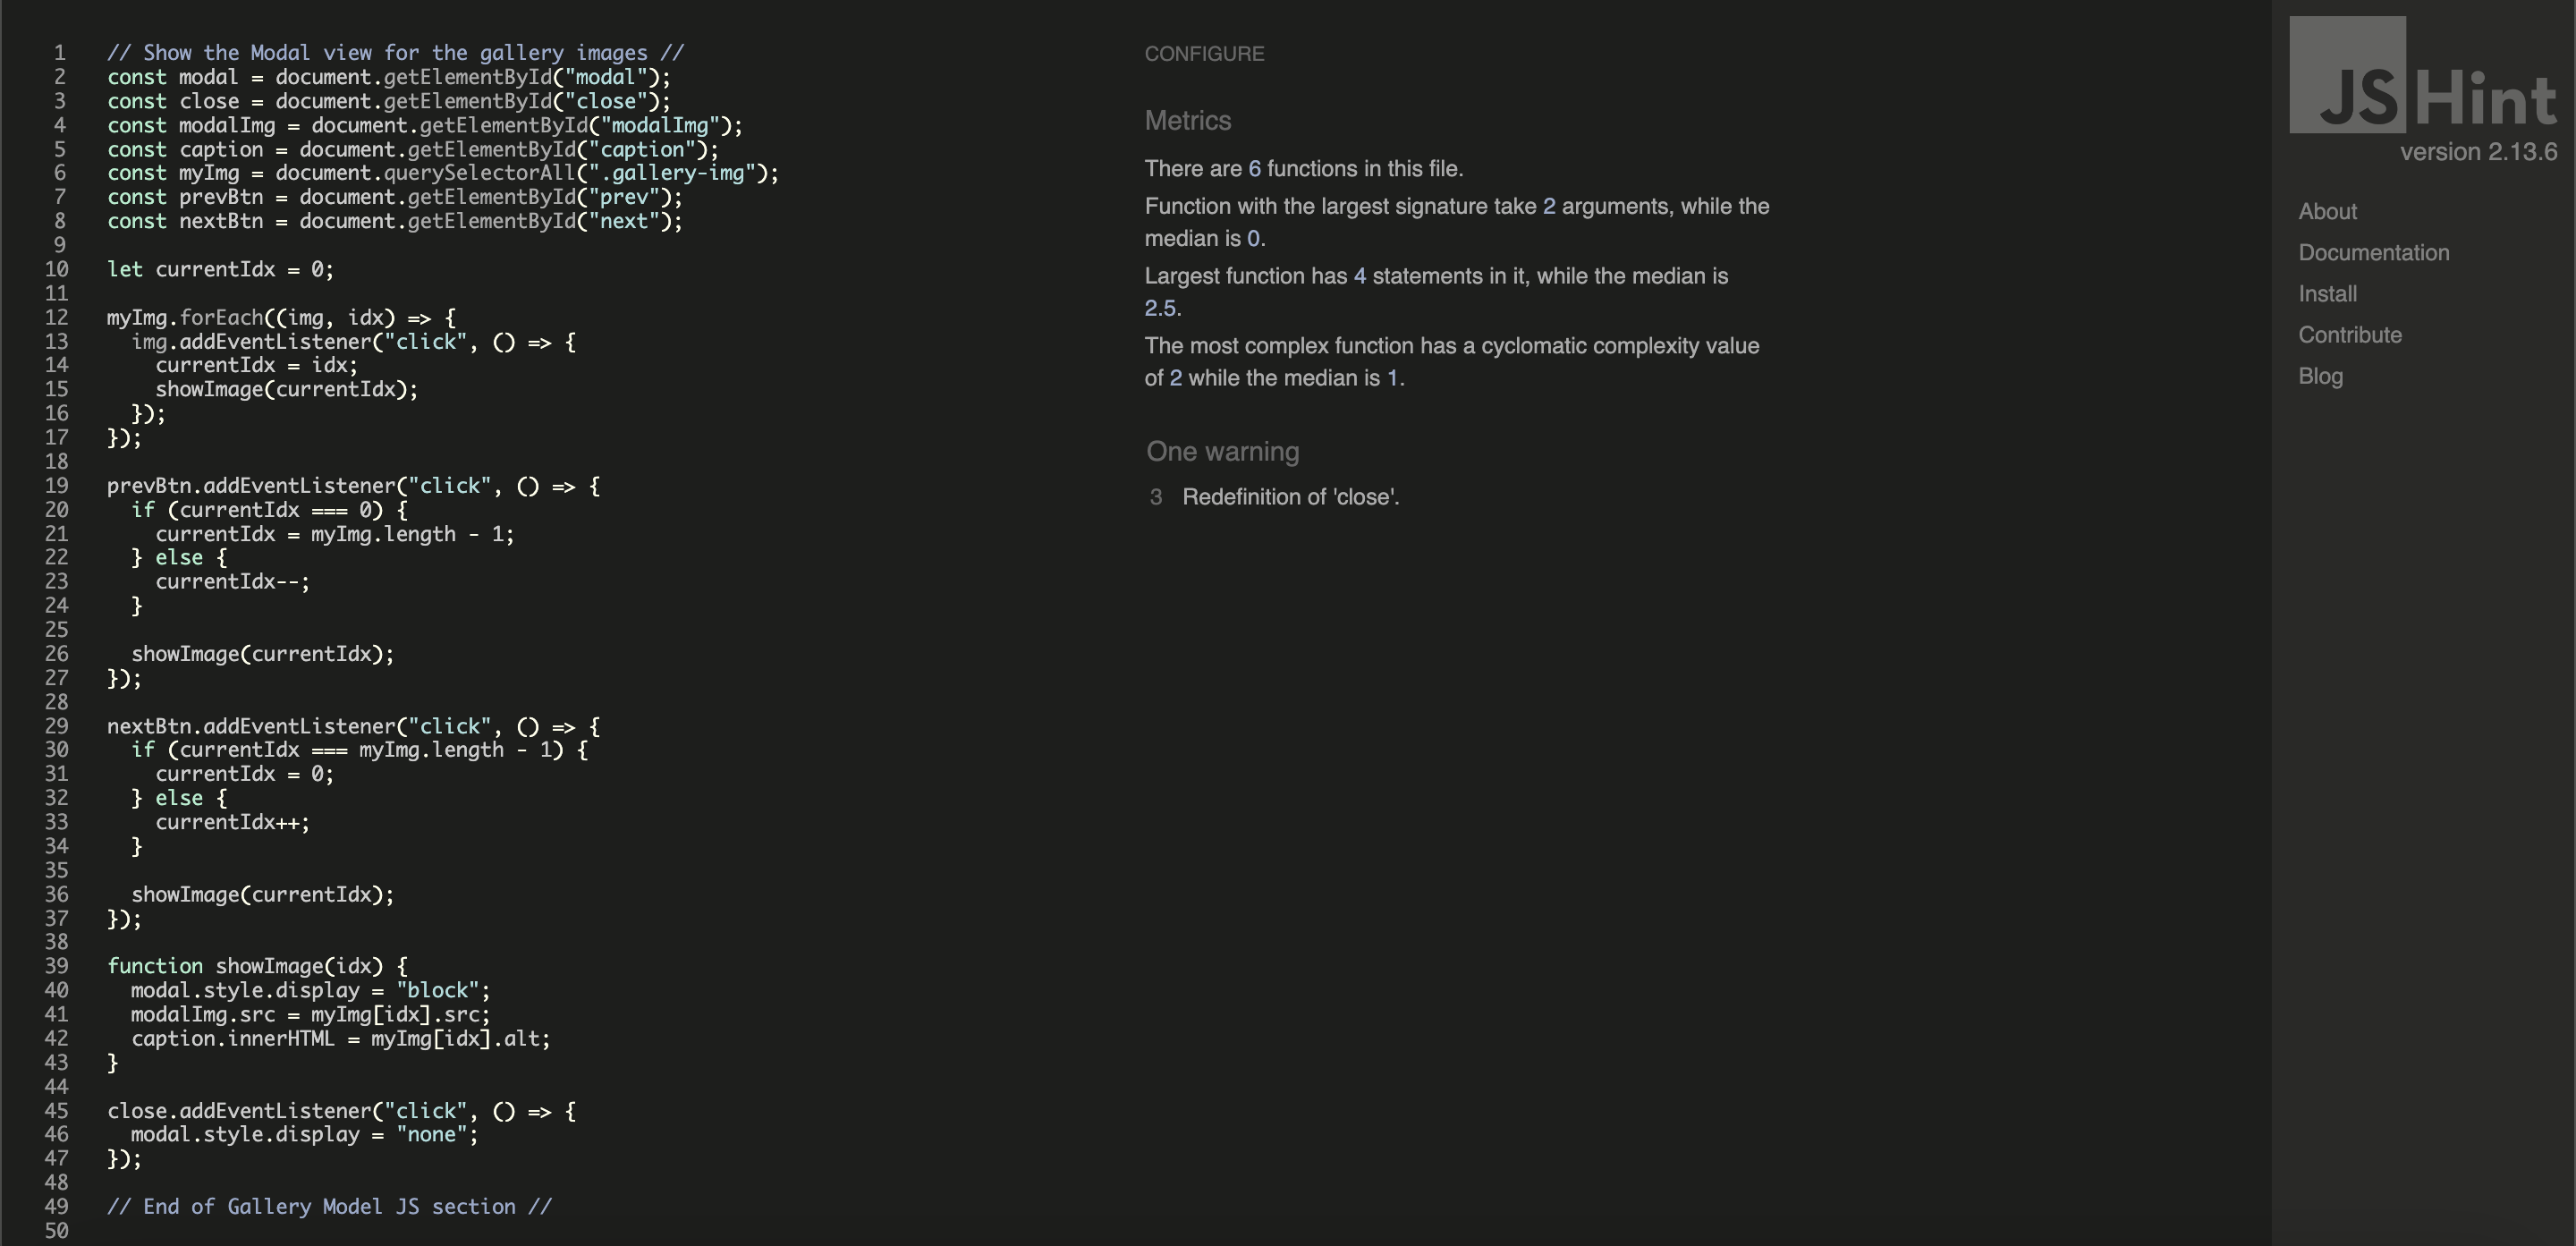 1 // Show the Modal view for the gallery images //
2 const modal = document.getElementById("modal");
3 const close = document.getElementById("close");
4 const modalImg = document.getElementById("modalImg");
5 const caption = document.getElementById("caption");
6 const myImg = document.querySelectorAll(".gallery-img");
7 const prevBtn = document.getElementById("prev");
8 const nextBtn = document.getElementById("next");
9
10 let currentIdx = 0;
11
12 myImg.forEach((img, idx) => {
13   img.addEventListener("click", () => {
14     currentIdx = idx;
15     showImage(currentIdx);
16   });
17 });
18
19 prevBtn.addEventListener("click", () => {
20   if (currentIdx === 0) {
21     currentIdx = myImg.length - 1;
22   } else {
23     currentIdx--;
24   }
25
26   showImage(currentIdx);
27 });
28
29 nextBtn.addEventListener("click", () => {
30   if (currentIdx === myImg.length - 1) {
31     currentIdx = 0;
32   } else {
33     currentIdx++;
34   }
35
36   showImage(currentIdx);
37 });
38
39 function showImage(idx) {
40   modal.style.display = "block";
41   modalImg.src = myImg[idx].src;
42   caption.innerHTML = myImg[idx].alt;
43 }
44
45 close.addEventListener("click", () => {
46   modal.style.display = "none";
47 });
48
49 // End of Gallery Model JS section //
50
CONFIGURE
Metrics
There are 6 functions in this file.
Function with the largest signature take 2 arguments, while the
median is 0.
Largest function has 4 statements in it, while the median is
2.5.
The most complex function has a cyclomatic complexity value
of 2 while the median is 1.
One warning
3 Redefinition of 'close'.
JSHint
version 2.13.6
About
Documentation
Install
Contribute
Blog